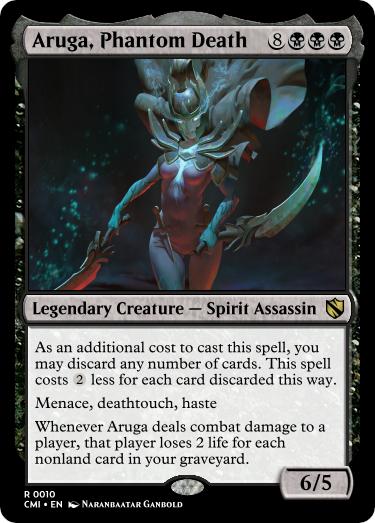 Aruga, Phantom Death 8
Legendary Creature — Spirit Assassin
As an additional cost to cast this spell, you
may discard any number of cards. This spell
costs 2 less for each card discarded this way.
Menace, deathtouch, haste
Whenever Aruga deals combat damage to a
player, that player loses 2 life for each
nonland card in your graveyard.
6/5
R 0010
CMI • EN Naranbaatar Ganbold